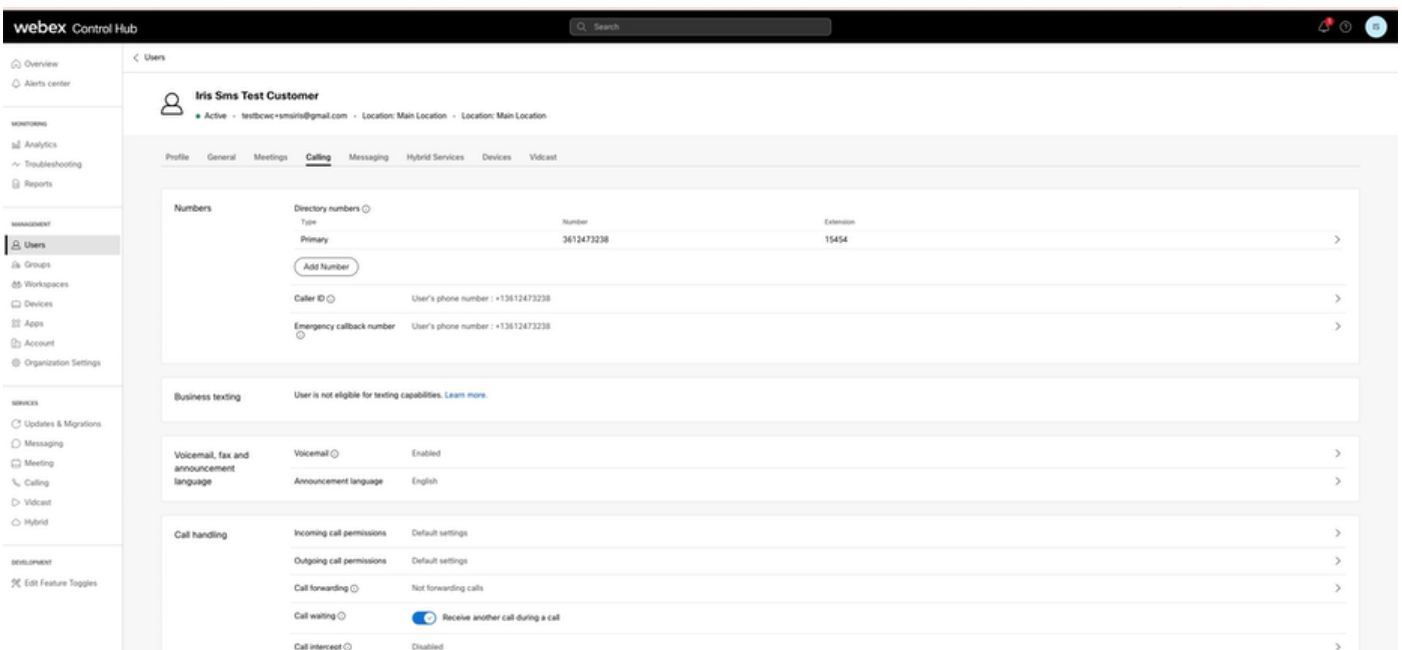 webex Control Hub
Search
IS
Overview
Alerts center
MONITORING
Analytics
Troubleshooting
Reports
MANAGEMENT
Users
Groups
Workspaces
Devices
Apps
Account
Organization Settings
SERVICES
Updates & Migrations
Messaging
Meeting
Calling
Vidcast
Hybrid
DEVELOPMENT
Edit Feature Toggles
Users
Iris Sms Test Customer
Active - testbcwc+smsiris@gmail.com - Location: Main Location - Location: Main Location
Profile General Meetings Calling Messaging Hybrid Services Devices Vidcast
Numbers
Directory numbers
Type Number Extension
Primary 3612473238 15454
Add Number
Caller ID User's phone number : +13612473238
Emergency callback number User's phone number : +13612473238
Business texting
User is not eligible for texting capabilities. Learn more.
Voicemail, fax and
announcement
language
Voicemail Enabled
Announcement language English
Call handling
Incoming call permissions Default settings
Outgoing call permissions Default settings
Call forwarding Not forwarding calls
Call waiting Receive another call during a call
Call intercept Disabled